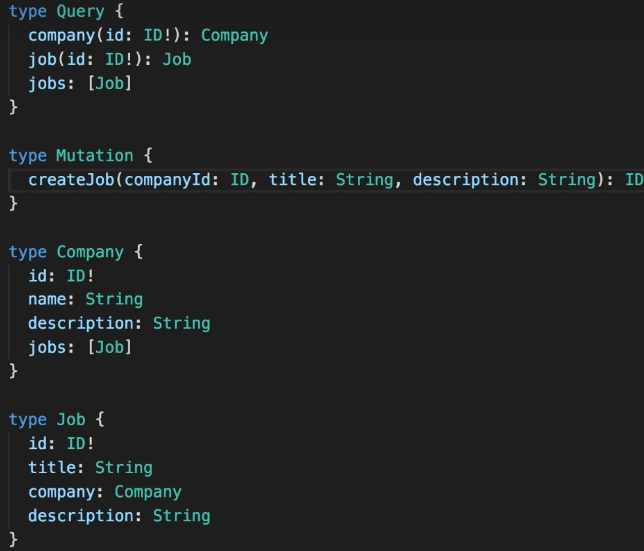 type Query {
  company(id: ID!): Company
  job(id: ID!): Job
  jobs: [Job]
}
type Mutation {
  createJob(companyId: ID, title: String, description: String): ID
}
type Company {
  id: ID!
  name: String
  description: String
  jobs: [Job]
}
type Job {
  id: ID!
  title: String
  company: Company
  description: String
}